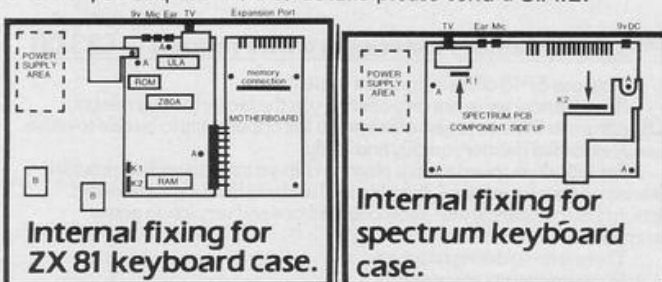 9v Mic Ear TV
Expansion Port
POWER
SUPPLY
AREA
A
A
ULA
ROM
Z80A
memory
connection
MOTHERBOARD
A
K1
K2
RAM
B
B
Internal fixing for
ZX 81 keyboard case.
TV
Ear Mic
9vDC
POWER
SUPPLY
AREA
A
K1
K2
A
SPECTRUM PCB
COMPONENT SIDE UP
A
A
Internal fixing for
spectrum keyboard
case.